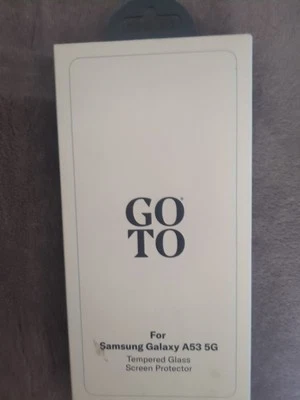 GO
TO
For
Samsung Galaxy A53 5G
Tempered Glass
Screen Protector